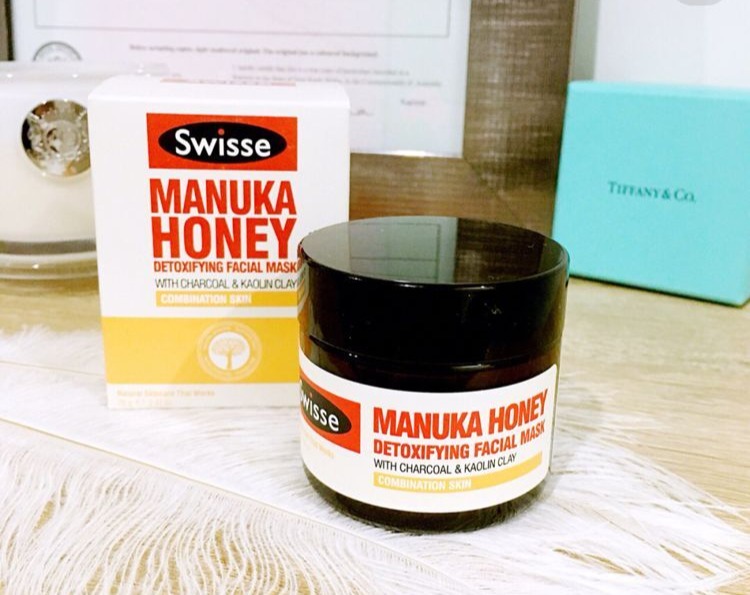 Swisse
MANUKA
HONEY
DETOXIFYING FACIAL MASK
WITH CHARCOAL & KAOLIN CLAY
COMBINATION SKIN
TIFFANY & CO.
Swisse
MANUKA HONEY
DETOXIFYING FACIAL MASK
WITH CHARCOAL & KAOLIN CLAY
COMBINATION SKIN